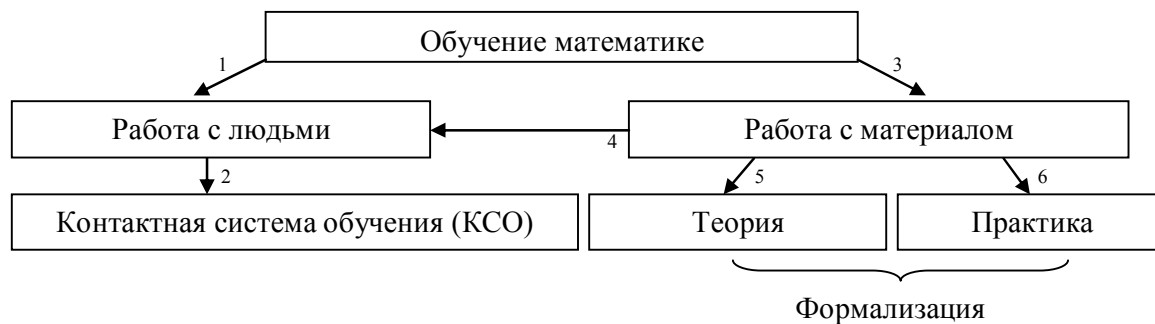 Обучение математике
1
3
Работа с людьми
4
Работа с материалом
2
5
6
Контактная система обучения (КСО)
Теория
Практика
Формализация